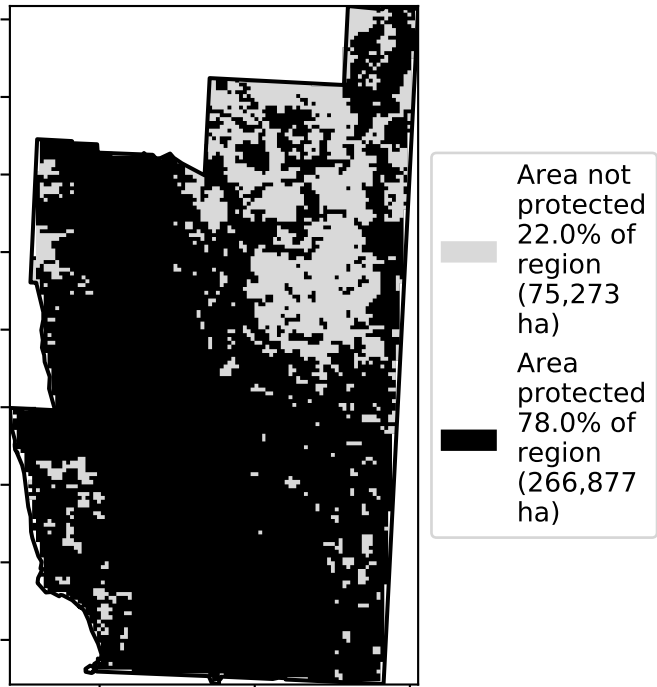 Area not
protected
22.0% of
region
(75,273
ha)
Area
protected
78.0% of
region
(266,877
ha)